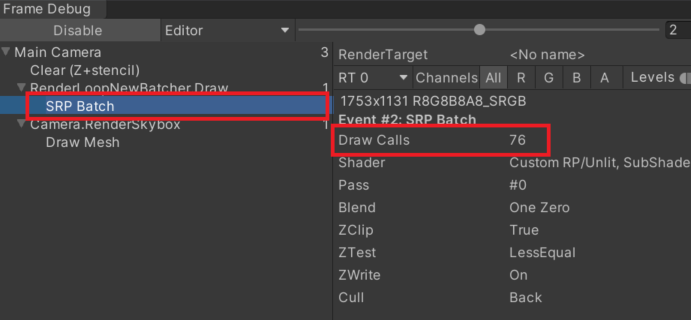 Frame Debug
Disable Editor 2
Main Camera 3
Clear (Z+stencil)
RenderLoopNewBatcher.Draw 1
SRP Batch
Camera.RenderSkybox 1
Draw Mesh
RenderTarget <No name>
RT 0 Channels All R G B A Levels
1753x1131 R8G8B8A8_SRGB
Event #2: SRP Batch
Draw Calls 76
Shader Custom RP/Unlit, SubShade
Pass #0
Blend One Zero
ZClip True
ZTest LessEqual
ZWrite On
Cull Back